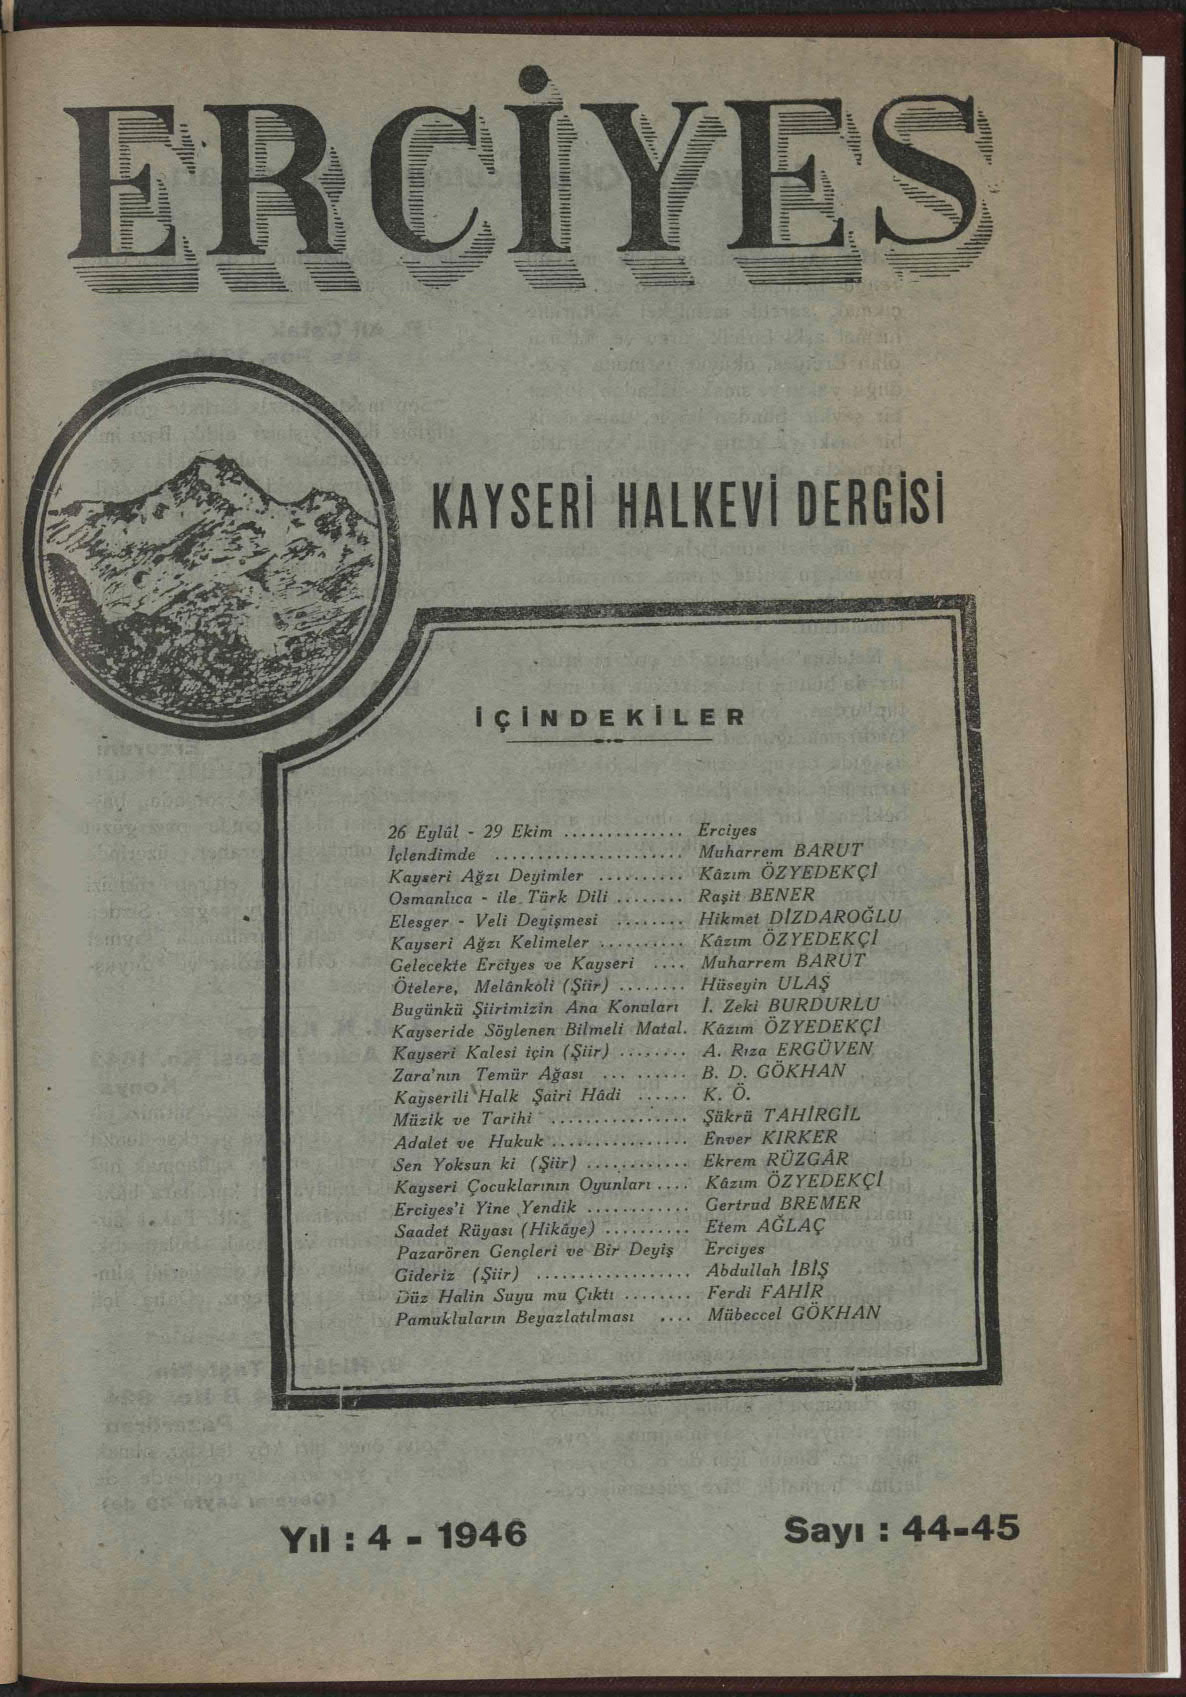 ERCİYES
KAYSERİ HALKEVİ DERGİSİ
İÇİNDEKİLER
26 Eylûl - 29 Ekim ............... Erciyes
İçlendimde ....................... Muharrem BARUT
Kayseri Ağzı Deyimler .......... Kâzım ÖZYEDEKÇİ
Osmanlıca - ile Türk Dili ........ Raşit BENER
Elesger - Veli Deyişmesi ........ Hikmet DİZDAROĞLU
Kayseri Ağzı Kelimeler .......... Kâzım ÖZYEDEKÇİ
Gelecekte Erciyes ve Kayseri .... Muharrem BARUT
Ötelere, Melânkoli (Şiir) ........ Hüseyin ULAŞ
Bugünkü Şiirimizin Ana Konuları İ. Zeki BURDURLU
Kayseride Söylenen Bilmeli Matal. Kâzım ÖZYEDEKÇİ
Kayseri Kalesi için (Şiir) ........ A. Rıza ERGÜVEN
Zara'nın Temür Ağası .......... B. D. GÖKHAN
Kayserili Halk Şairi Hâdi ...... K. Ö.
Müzik ve Tarihi ................ Şükrü TAHİRGİL
Adalet ve Hukuk ................ Enver KIRKER
Sen Yoksun ki (Şiir) ............ Ekrem RÜZGÂR
Kayseri Çocuklarının Oyunları .... Kâzım ÖZYEDEKÇİ
Erciyes'i Yine Yendik ............ Gertrud BREMER
Saadet Rüyası (Hikâye) .......... Etem AĞLAÇ
Pazarören Gençleri ve Bir Deyiş Erciyes
Gideriz (Şiir) ................... Abdullah İBİŞ
Düz Halin Suyu mu Çıktı ........ Ferdi FAHİR
Pamukluların Beyazlatılması .... Mübeccel GÖKHAN
Yıl : 4 - 1946 Sayı : 44-45